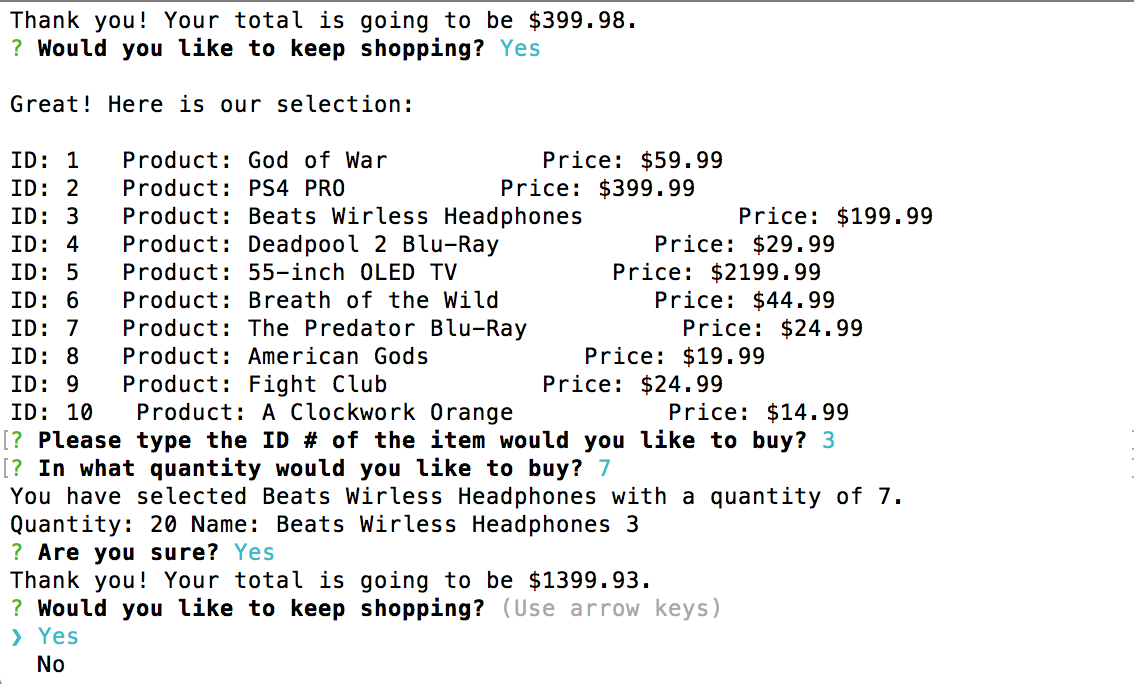 Thank you! Your total is going to be $399.98.
? Would you like to keep shopping? Yes
Great! Here is our selection:
ID: 1   Product: God of War           Price: $59.99
ID: 2   Product: PS4 PRO           Price: $399.99
ID: 3   Product: Beats Wirless Headphones           Price: $199.99
ID: 4   Product: Deadpool 2 Blu-Ray           Price: $29.99
ID: 5   Product: 55-inch OLED TV           Price: $2199.99
ID: 6   Product: Breath of the Wild           Price: $44.99
ID: 7   Product: The Predator Blu-Ray           Price: $24.99
ID: 8   Product: American Gods           Price: $19.99
ID: 9   Product: Fight Club           Price: $24.99
ID: 10   Product: A Clockwork Orange           Price: $14.99
[? Please type the ID # of the item would you like to buy? 3
[? In what quantity would you like to buy? 7
You have selected Beats Wirless Headphones with a quantity of 7.
Quantity: 20 Name: Beats Wirless Headphones 3
? Are you sure? Yes
Thank you! Your total is going to be $1399.93.
? Would you like to keep shopping? (Use arrow keys)
❯ Yes
  No